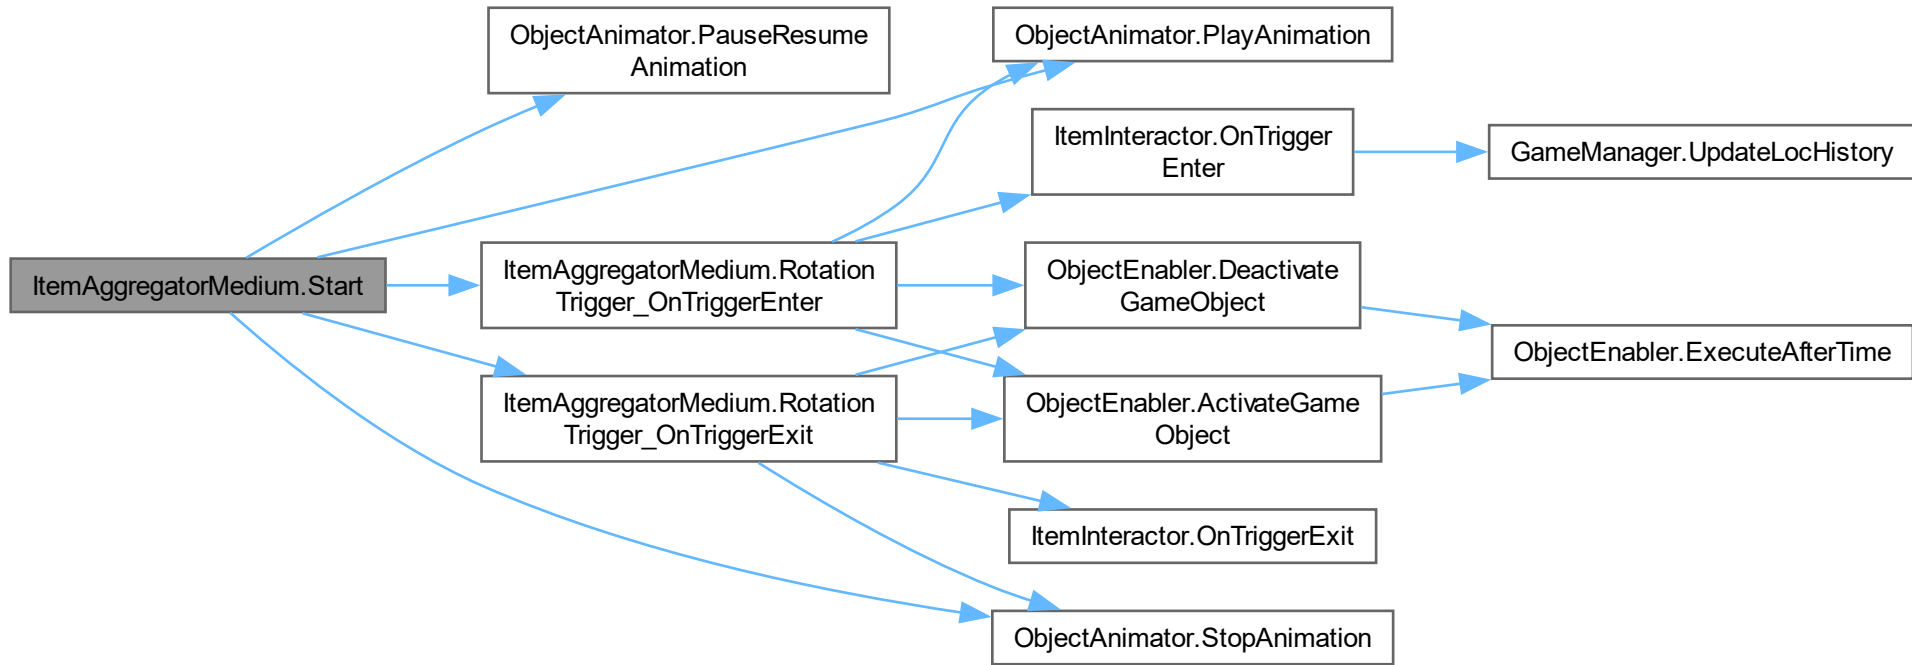 ObjectAnimator.PauseResume
Animation
ObjectAnimator.PlayAnimation
ItemInteractor.OnTrigger
Enter
GameManager.UpdateLocHistory
ItemAggregatorMedium.Start
ItemAggregatorMedium.Rotation
Trigger_OnTriggerEnter
ObjectEnabler.Deactivate
GameObject
ObjectEnabler.ExecuteAfterTime
ItemAggregatorMedium.Rotation
Trigger_OnTriggerExit
ObjectEnabler.ActivateGame
Object
ItemInteractor.OnTriggerExit
ObjectAnimator.StopAnimation